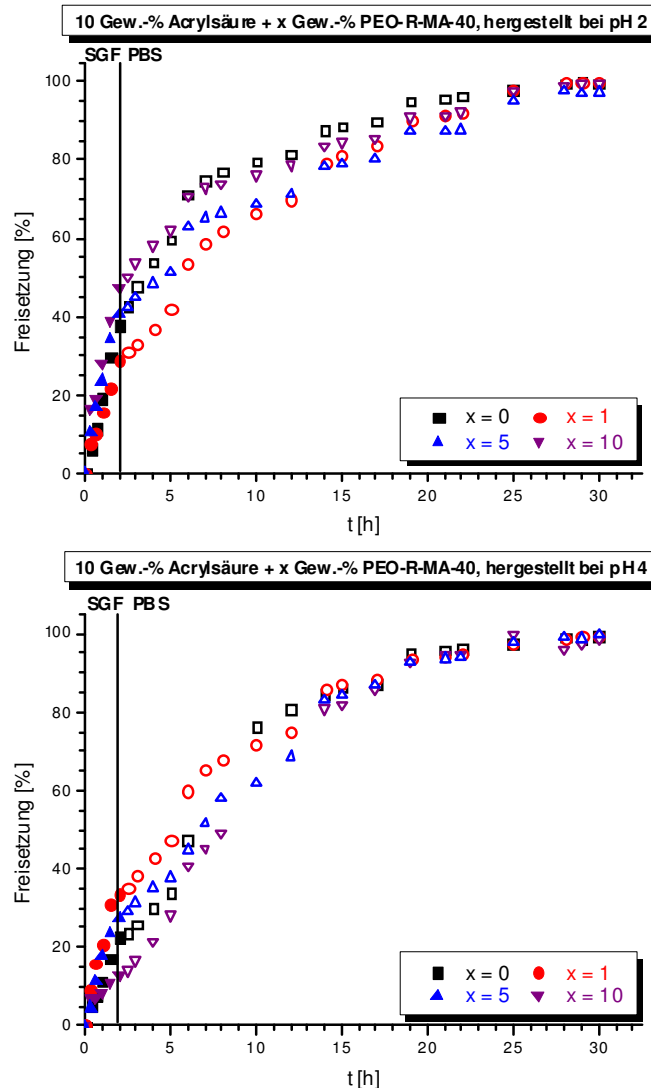 10 Gew.-% Acrylsäure + x Gew.-% PEO-R-MA-40, hergestellt bei pH 2
SGF PBS
100
80
60
40
20
0
Freisetzung [%]
x = 0 x = 1
x = 5 x = 10
0 5 10 15 20 25 30
t [h]
10 Gew.-% Acrylsäure + x Gew.-% PEO-R-MA-40, hergestellt bei pH 4
SGF PBS
100
80
60
40
20
0
Freisetzung [%]
x = 0 x = 1
x = 5 x = 10
0 5 10 15 20 25 30
t [h]